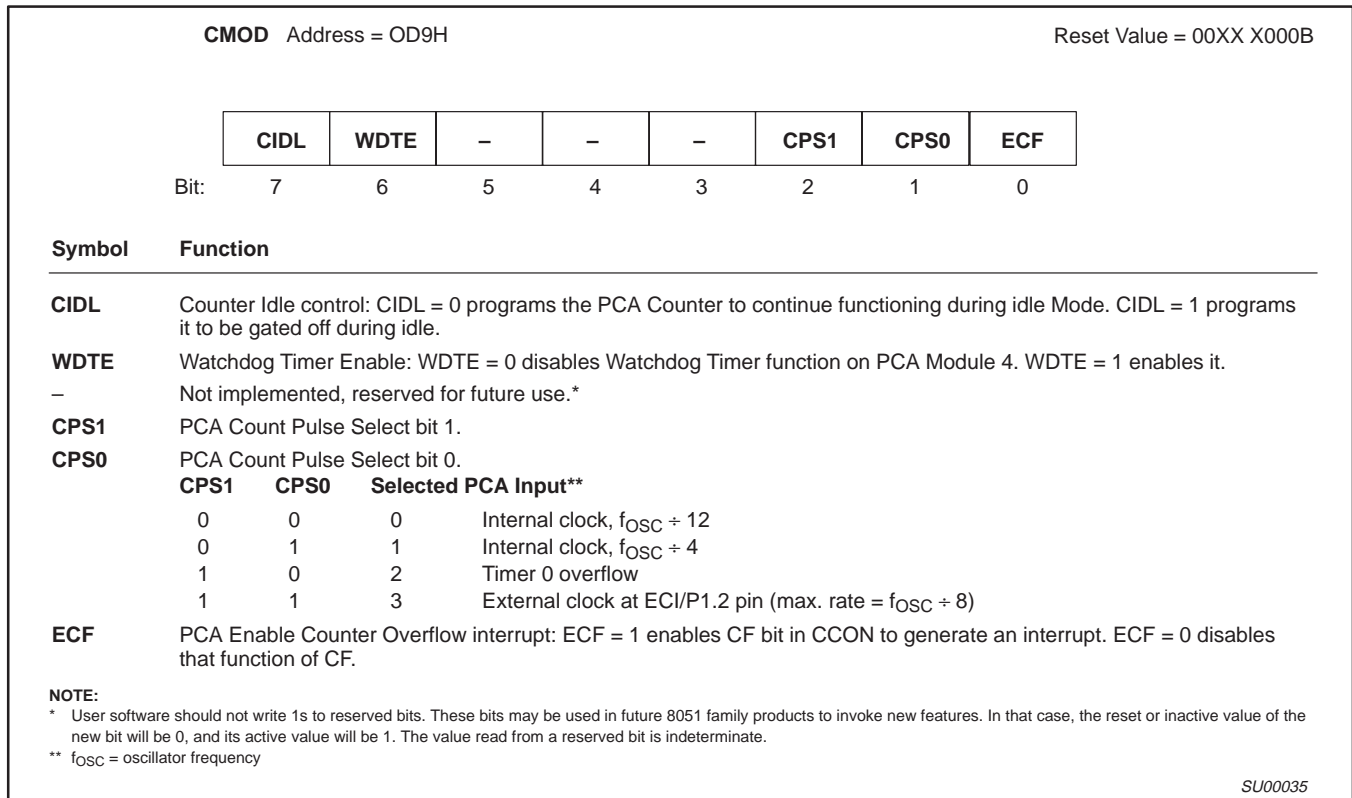 CMOD Address = OD9H Reset Value = 00XX X000B
CIDL WDTE – – – CPS1 CPS0 ECF
Bit: 7 6 5 4 3 2 1 0
Symbol Function
CIDL Counter Idle control: CIDL = 0 programs the PCA Counter to continue functioning during idle Mode. CIDL = 1 programs
it to be gated off during idle.
WDTE Watchdog Timer Enable: WDTE = 0 disables Watchdog Timer function on PCA Module 4. WDTE = 1 enables it.
– Not implemented, reserved for future use.*
CPS1 PCA Count Pulse Select bit 1.
CPS0 PCA Count Pulse Select bit 0.
CPS1 CPS0 Selected PCA Input**
0 0 0 Internal clock, fOSC ÷ 12
0 1 1 Internal clock, fOSC ÷ 4
1 0 2 Timer 0 overflow
1 1 3 External clock at ECI/P1.2 pin (max. rate = fOSC ÷ 8)
ECF PCA Enable Counter Overflow interrupt: ECF = 1 enables CF bit in CCON to generate an interrupt. ECF = 0 disables
that function of CF.
NOTE:
* User software should not write 1s to reserved bits. These bits may be used in future 8051 family products to invoke new features. In that case, the reset or inactive value of the
new bit will be 0, and its active value will be 1. The value read from a reserved bit is indeterminate.
** fOSC = oscillator frequency
SU00035